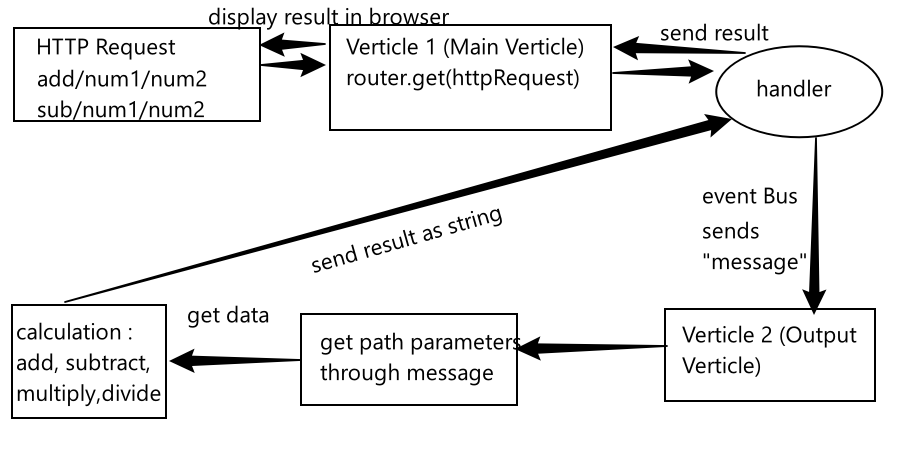 display result in browser
HTTP Request
add/num1/num2
sub/num1/num2
Verticle 1 (Main Verticle)
router.get(httpRequest)
send result
handler
event Bus
sends
"message"
send result as string
calculation :
add, subtract,
multiply,divide
get data
get path parameters
through message
Verticle 2 (Output
Verticle)